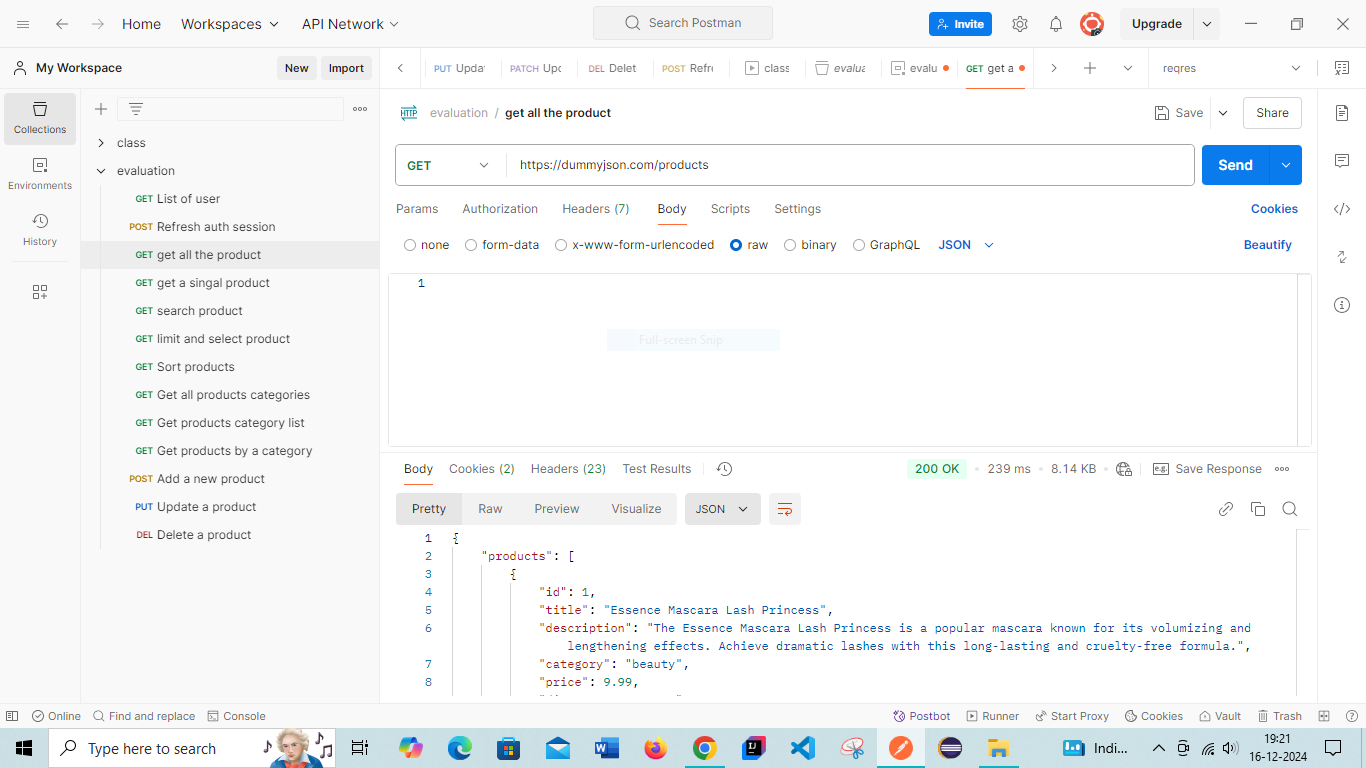 Home Workspaces API Network Search Postman Invite Upgrade
My Workspace New Import PUT Updat PATCH Upd DEL Delet POST Refre class evalua evalu GET get a reqres
Collections
Environments
History
class
evaluation
GET List of user
POST Refresh auth session
GET get all the product
GET get a singal product
GET search product
GET limit and select product
GET Sort products
GET Get all products categories
GET Get products category list
GET Get products by a category
POST Add a new product
PUT Update a product
DEL Delete a product
HTTP evaluation / get all the product Save Share
GET https://dummyjson.com/products Send
Params Authorization Headers (7) Body Scripts Settings Cookies
none form-data x-www-form-urlencoded raw binary GraphQL JSON Beautify
1
Full-screen Snip
Body Cookies (2) Headers (23) Test Results 200 OK • 239 ms • 8.14 KB • e.g. Save Response
Pretty Raw Preview Visualize JSON
1 {
2 "products": [
3 {
4 "id": 1,
5 "title": "Essence Mascara Lash Princess",
6 "description": "The Essence Mascara Lash Princess is a popular mascara known for its volumizing and
lengthening effects. Achieve dramatic lashes with this long-lasting and cruelty-free formula.",
7 "category": "beauty",
8 "price": 9.99,
Online Find and replace Console Postbot Runner Start Proxy Cookies Vault Trash
Type here to search Indi... 19:21
16-12-2024